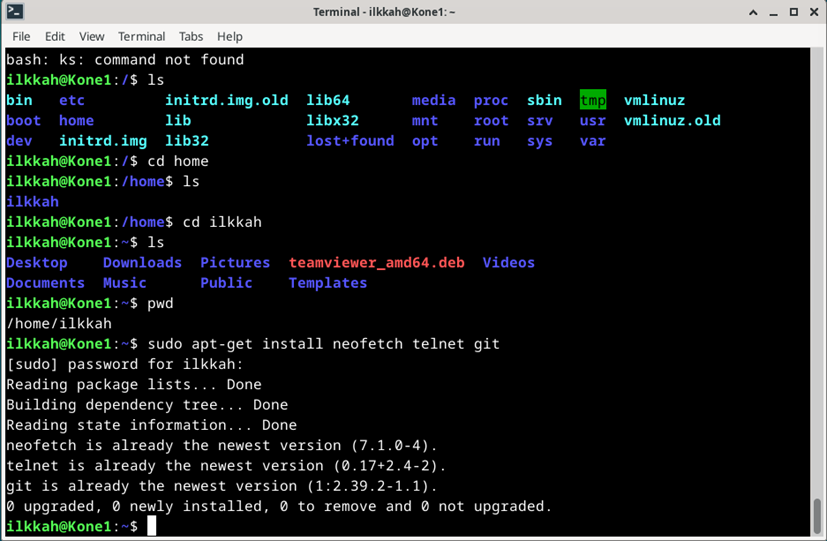 Terminal - ilkkah@Kone1: ~
File Edit View Terminal Tabs Help
bash: ks: command not found
ilkkah@Kone1:/$ ls
bin   etc         initrd.img.old  lib64       media  proc  sbin  tmp  vmlinuz
boot  home        lib             libx32      mnt    root  srv   usr  vmlinuz.old
dev   initrd.img  lib32           lost+found  opt    run   sys   var
ilkkah@Kone1:/$ cd home
ilkkah@Kone1:/home$ ls
ilkkah
ilkkah@Kone1:/home$ cd ilkkah
ilkkah@Kone1:~$ ls
Desktop    Downloads  Pictures  teamviewer_amd64.deb  Videos
Documents  Music      Public    Templates
ilkkah@Kone1:~$ pwd
/home/ilkkah
ilkkah@Kone1:~$ sudo apt-get install neofetch telnet git
[sudo] password for ilkkah:
Reading package lists... Done
Building dependency tree... Done
Reading state information... Done
neofetch is already the newest version (7.1.0-4).
telnet is already the newest version (0.17+2.4-2).
git is already the newest version (1:2.39.2-1.1).
0 upgraded, 0 newly installed, 0 to remove and 0 not upgraded.
ilkkah@Kone1:~$